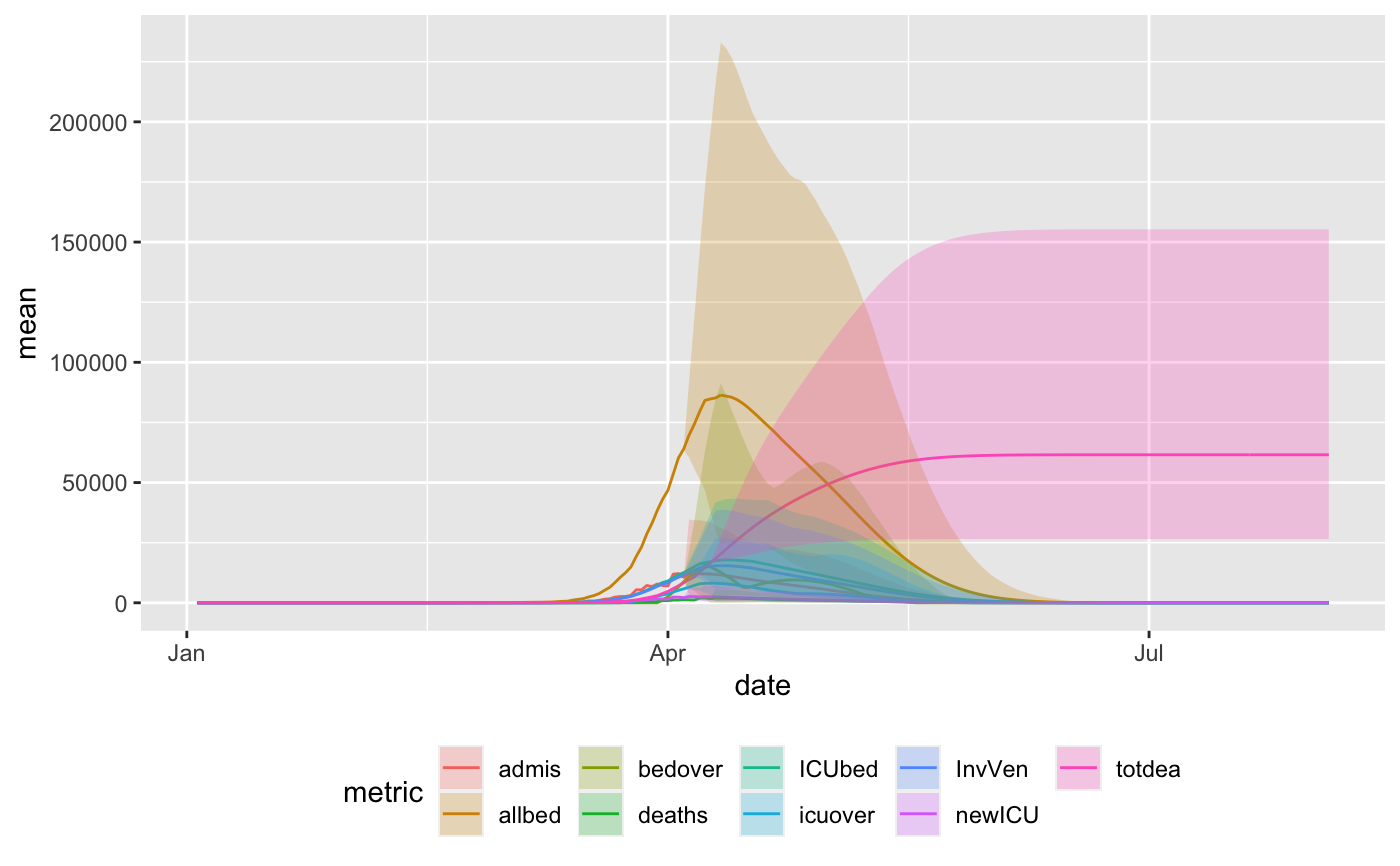 200000
150000
100000
50000
0
mean
Jan Apr Jul
date
metric
admis bedover ICUbed InvVen totdea
allbed deaths icuover newICU